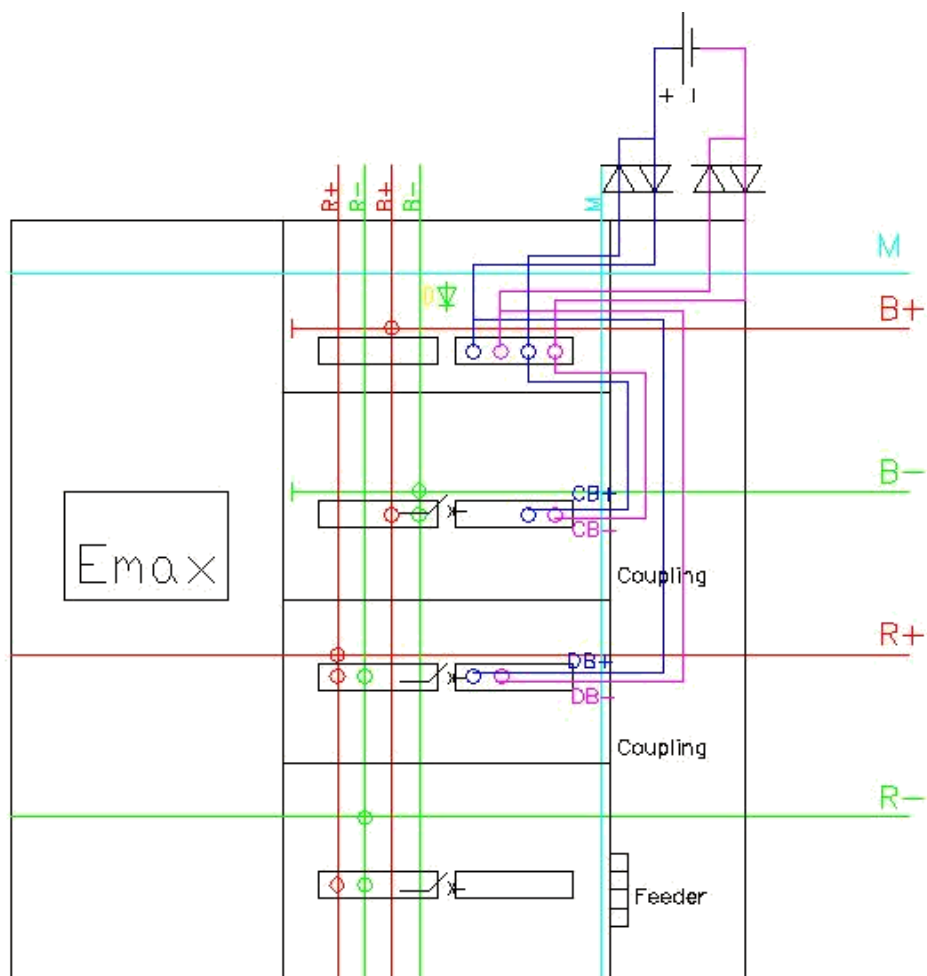 + -
R+ R- B+ B- M
M
B+
B-
CB+
CB-
Emax
Coupling
R+
DB+
DB-
Coupling
R-
Feeder